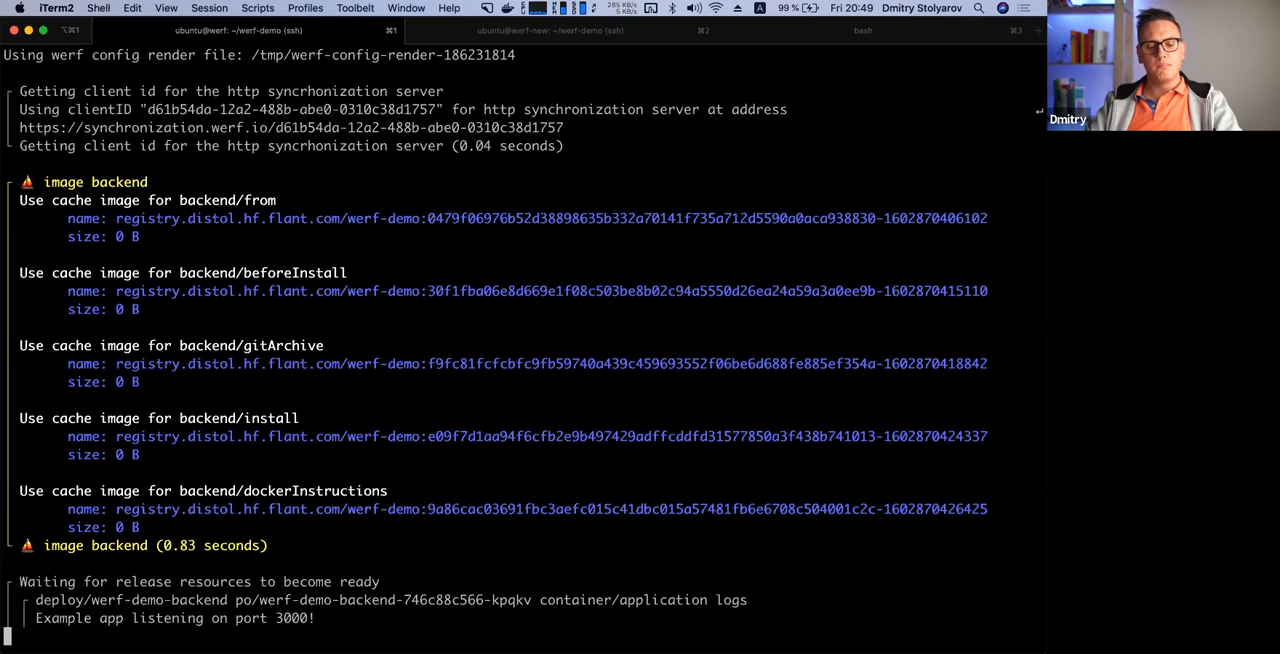 iTerm2 Shell Edit View Session Scripts Profiles Toolbelt Window Help 285 KB/s 5 KB/s A 99 % Fri 20:49 Dmitry Stolyarov
⌥⌘1 ubuntu@werf: ~/werf-demo (ssh) ⌘1 ubuntu@werf-new: ~/werf-demo (ssh) ⌘2 bash ⌘3 +
Using werf config render file: /tmp/werf-config-render-186231814
Getting client id for the http syncrhonization server
Using clientID "d61b54da-12a2-488b-abe0-0310c38d1757" for http synchronization server at address
https://synchronization.werf.io/d61b54da-12a2-488b-abe0-0310c38d1757
Getting client id for the http syncrhonization server (0.04 seconds)
Dmitry
image backend
Use cache image for backend/from
name: registry.distol.hf.flant.com/werf-demo:0479f06976b52d38898635b332a70141f735a712d5590a0aca938830-1602870406102
size: 0 B
Use cache image for backend/beforeInstall
name: registry.distol.hf.flant.com/werf-demo:30f1fba06e8d669e1f08c503be8b02c94a5550d26ea24a59a3a0ee9b-1602870415110
size: 0 B
Use cache image for backend/gitArchive
name: registry.distol.hf.flant.com/werf-demo:f9fc81fcfcbfc9fb59740a439c459693552f06be6d688fe885ef354a-1602870418842
size: 0 B
Use cache image for backend/install
name: registry.distol.hf.flant.com/werf-demo:e09f7d1aa94f6cfb2e9b497429adffcddfd31577850a3f438b741013-1602870424337
size: 0 B
Use cache image for backend/dockerInstructions
name: registry.distol.hf.flant.com/werf-demo:9a86cac03691fbc3aefc015c41dbc015a57481fb6e6708c504001c2c-1602870426425
size: 0 B
image backend (0.83 seconds)
Waiting for release resources to become ready
deploy/werf-demo-backend po/werf-demo-backend-746c88c566-kpqkv container/application logs
Example app listening on port 3000!